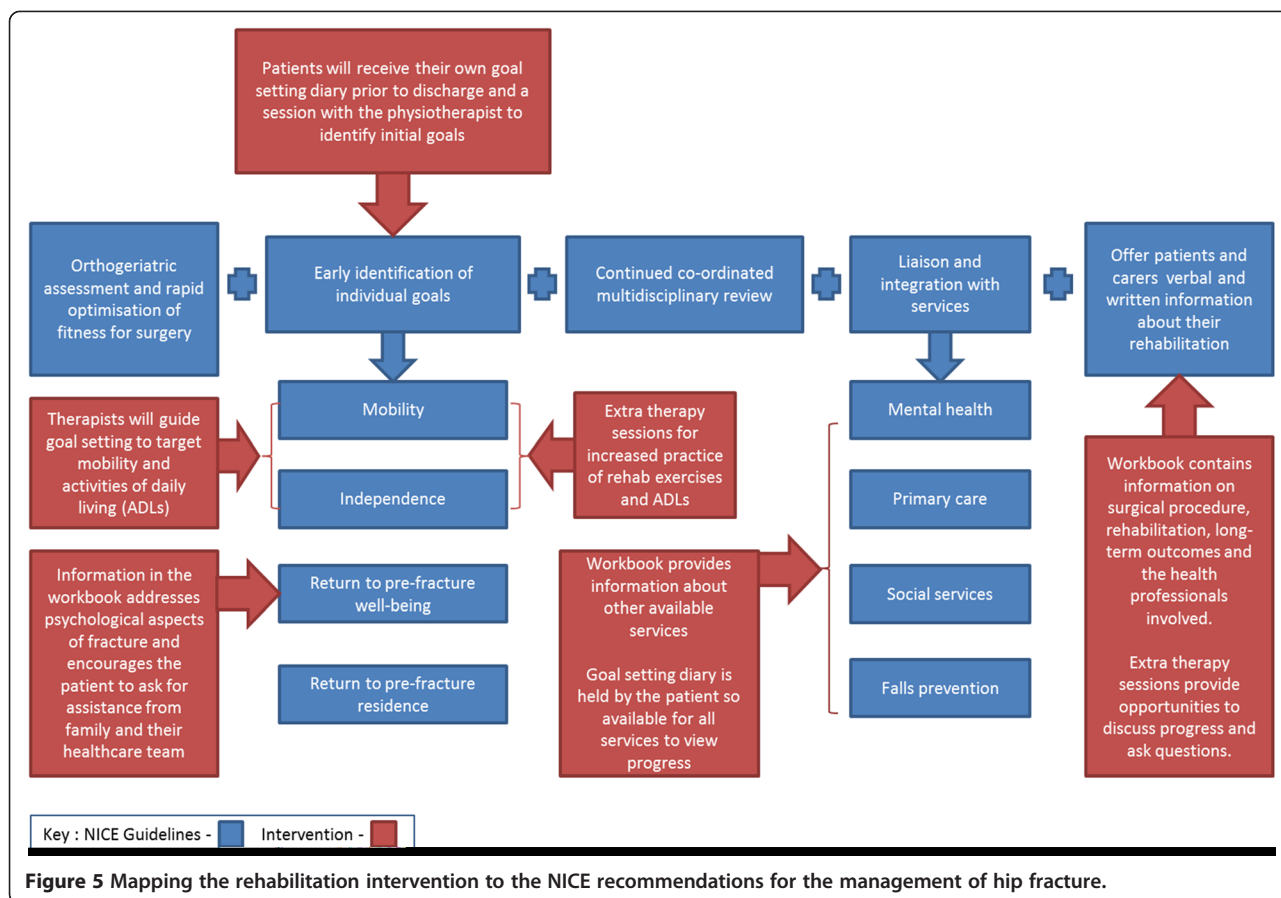 Patients will receive their own goal
setting diary prior to discharge and a
session with the physiotherapist to
identify initial goals
Orthogeriatric
assessment and rapid
optimisation of
fitness for surgery
Early identification of
individual goals
Continued co-ordinated
multidisciplinary review
Liaison and
integration with
services
Offer patients and
carers verbal and
written information
about their
rehabilitation
Therapists will guide
goal setting to target
mobility and
activities of daily
living (ADLs)
Mobility
Independence
Extra therapy
sessions for
increased practice
of rehab exercises
and ADLs
Mental health
Primary care
Information in the
workbook addresses
psychological aspects
of fracture and
encourages the
patient to ask for
assistance from
family and their
healthcare team
Return to pre-fracture
well-being
Return to pre-fracture
residence
Workbook provides
information about
other available
services
Goal setting diary is
held by the patient so
available for all
services to view
progress
Social services
Falls prevention
Workbook contains
information on
surgical procedure,
rehabilitation, long-
term outcomes and
the health
professionals
involved.
Extra therapy
sessions provide
opportunities to
discuss progress and
ask questions.
Key : NICE Guidelines - Intervention -
Figure 5 Mapping the rehabilitation intervention to the NICE recommendations for the management of hip fracture.